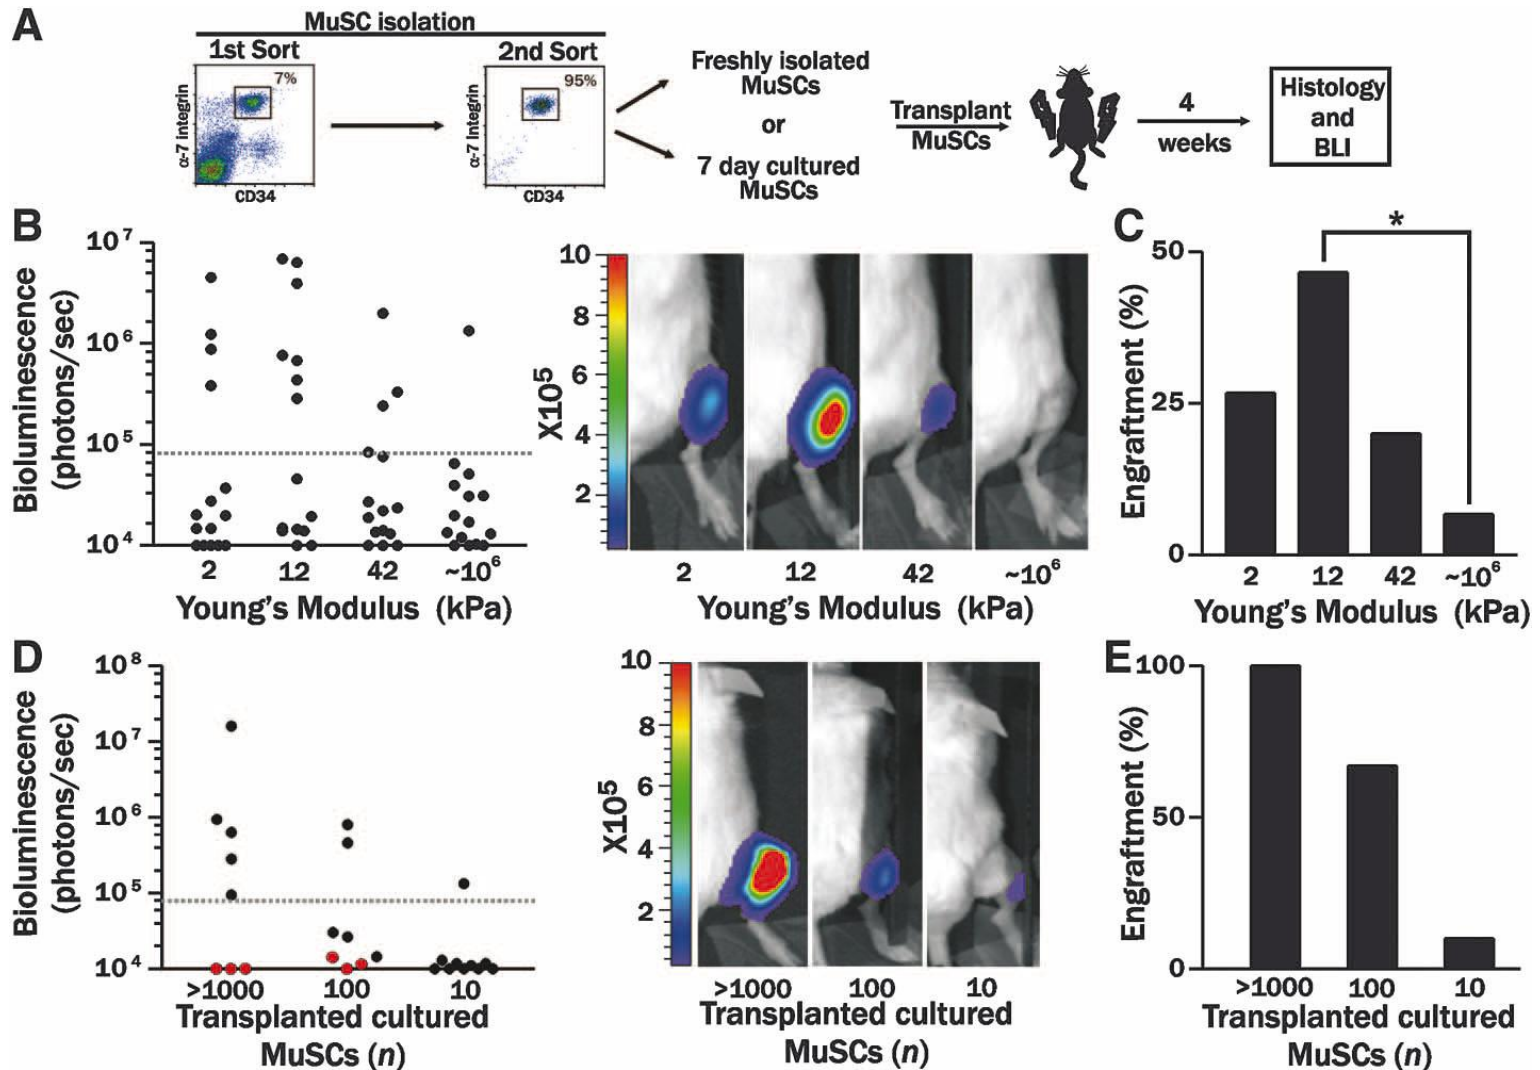 A
MuSC isolation
1st Sort
2nd Sort
7%
95%
α-7 integrin
CD34
α-7 integrin
CD34
Freshly isolated
MuSCs
or
7 day cultured
MuSCs
Transplant
MuSCs
4
weeks
Histology
and
BLI
B
Bioluminescence
(photons/sec)
10⁷
10⁶
10⁵
10⁴
2 12 42 ~10⁶
Young's Modulus (kPa)
X10⁵
10
8
6
4
2
2 12 42 ~10⁶
Young's Modulus (kPa)
C
*
Engraftment (%)
50
25
0
2 12 42 ~10⁶
Young's Modulus (kPa)
D
Bioluminescence
(photons/sec)
10⁸
10⁷
10⁶
10⁵
10⁴
>1000 100 10
Transplanted cultured
MuSCs (n)
X10⁵
10
8
6
4
2
>1000 100 10
Transplanted cultured
MuSCs (n)
E
Engraftment (%)
100
50
0
>1000 100 10
Transplanted cultured
MuSCs (n)